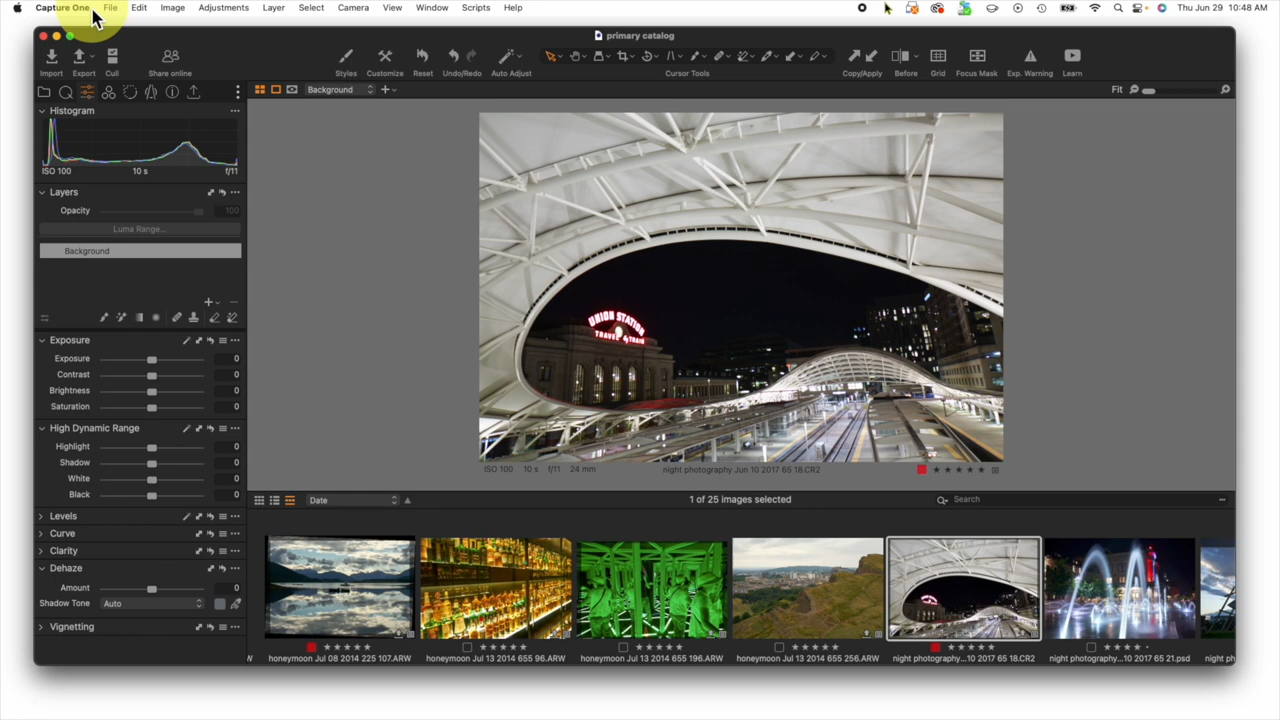 Capture One File Edit Image Adjustments Layer Select Camera View Window Scripts Help Thu Jun 29 10:48 AM
primary catalog
Import Export Cull Share online Styles Customize Reset Undo/Redo Auto Adjust Cursor Tools Copy/Apply Before Grid Focus Mask Exp. Warning Learn
Background Fit
Histogram
ISO 100 10 s f/11
Layers
Opacity 100
Luma Range...
Background
Exposure
Exposure 0
Contrast 0
Brightness 0
Saturation 0
High Dynamic Range
Highlight 0
Shadow 0
White 0
Black 0
Levels
Curve
Clarity
Dehaze
Amount 0
Shadow Tone Auto
Vignetting
UNION STATION
TRAVEL by TRAIN
ISO 100 10 s f/11 24 mm night photography Jun 10 2017 65 18.CR2
Date 1 of 25 images selected Search
W honeymoon Jul 08 2014 225 107.ARW honeymoon Jul 13 2014 655 96.ARW honeymoon Jul 13 2014 655 196.ARW honeymoon Jul 13 2014 655 256.ARW night photography...10 2017 65 18.CR2 night photography...10 2017 65 21.psd night ph